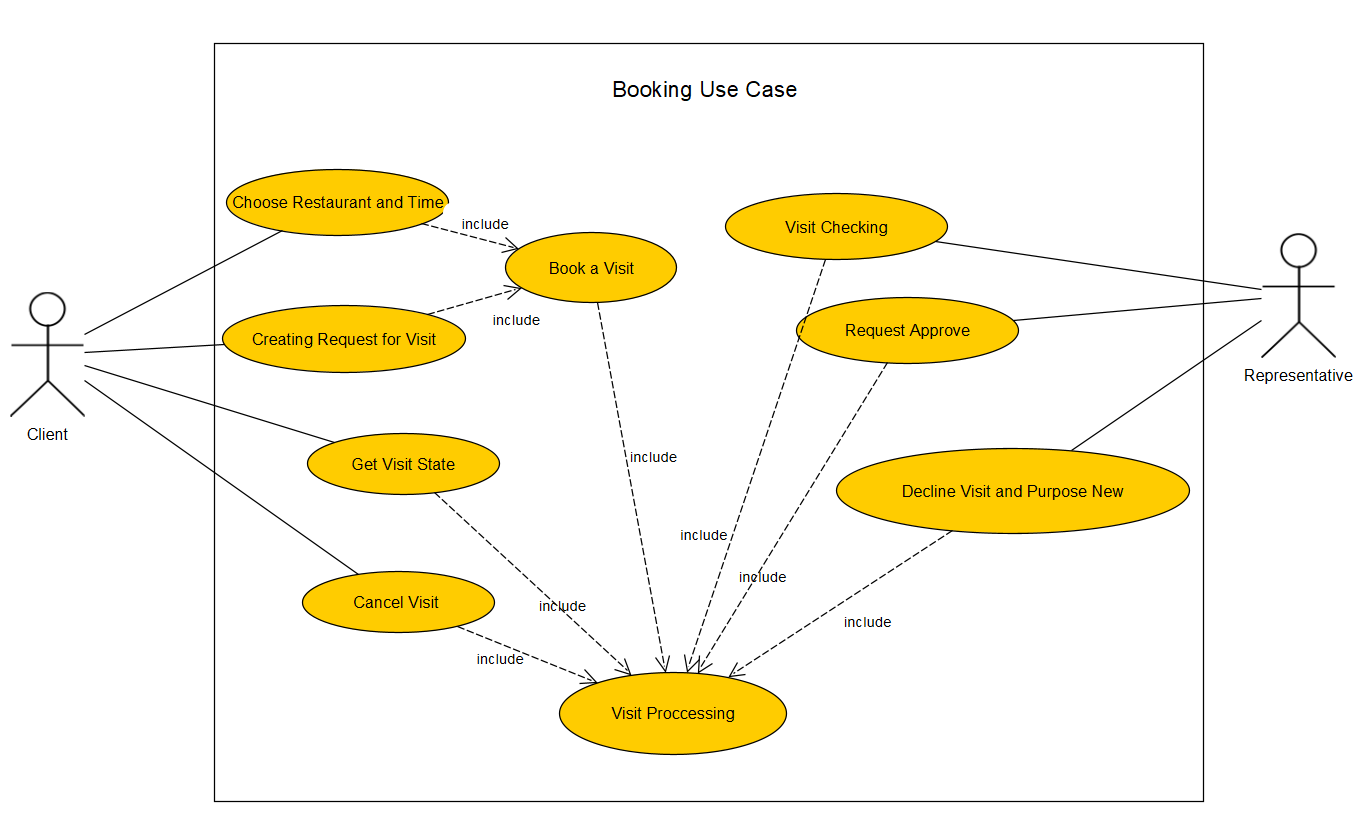 Booking Use Case
Choose Restaurant and Time
include
Visit Checking
Book a Visit
include
Creating Request for Visit
Request Approve
Representative
Client
include
Get Visit State
Decline Visit and Purpose New
include
include
include
Cancel Visit
include
include
Visit Proccessing